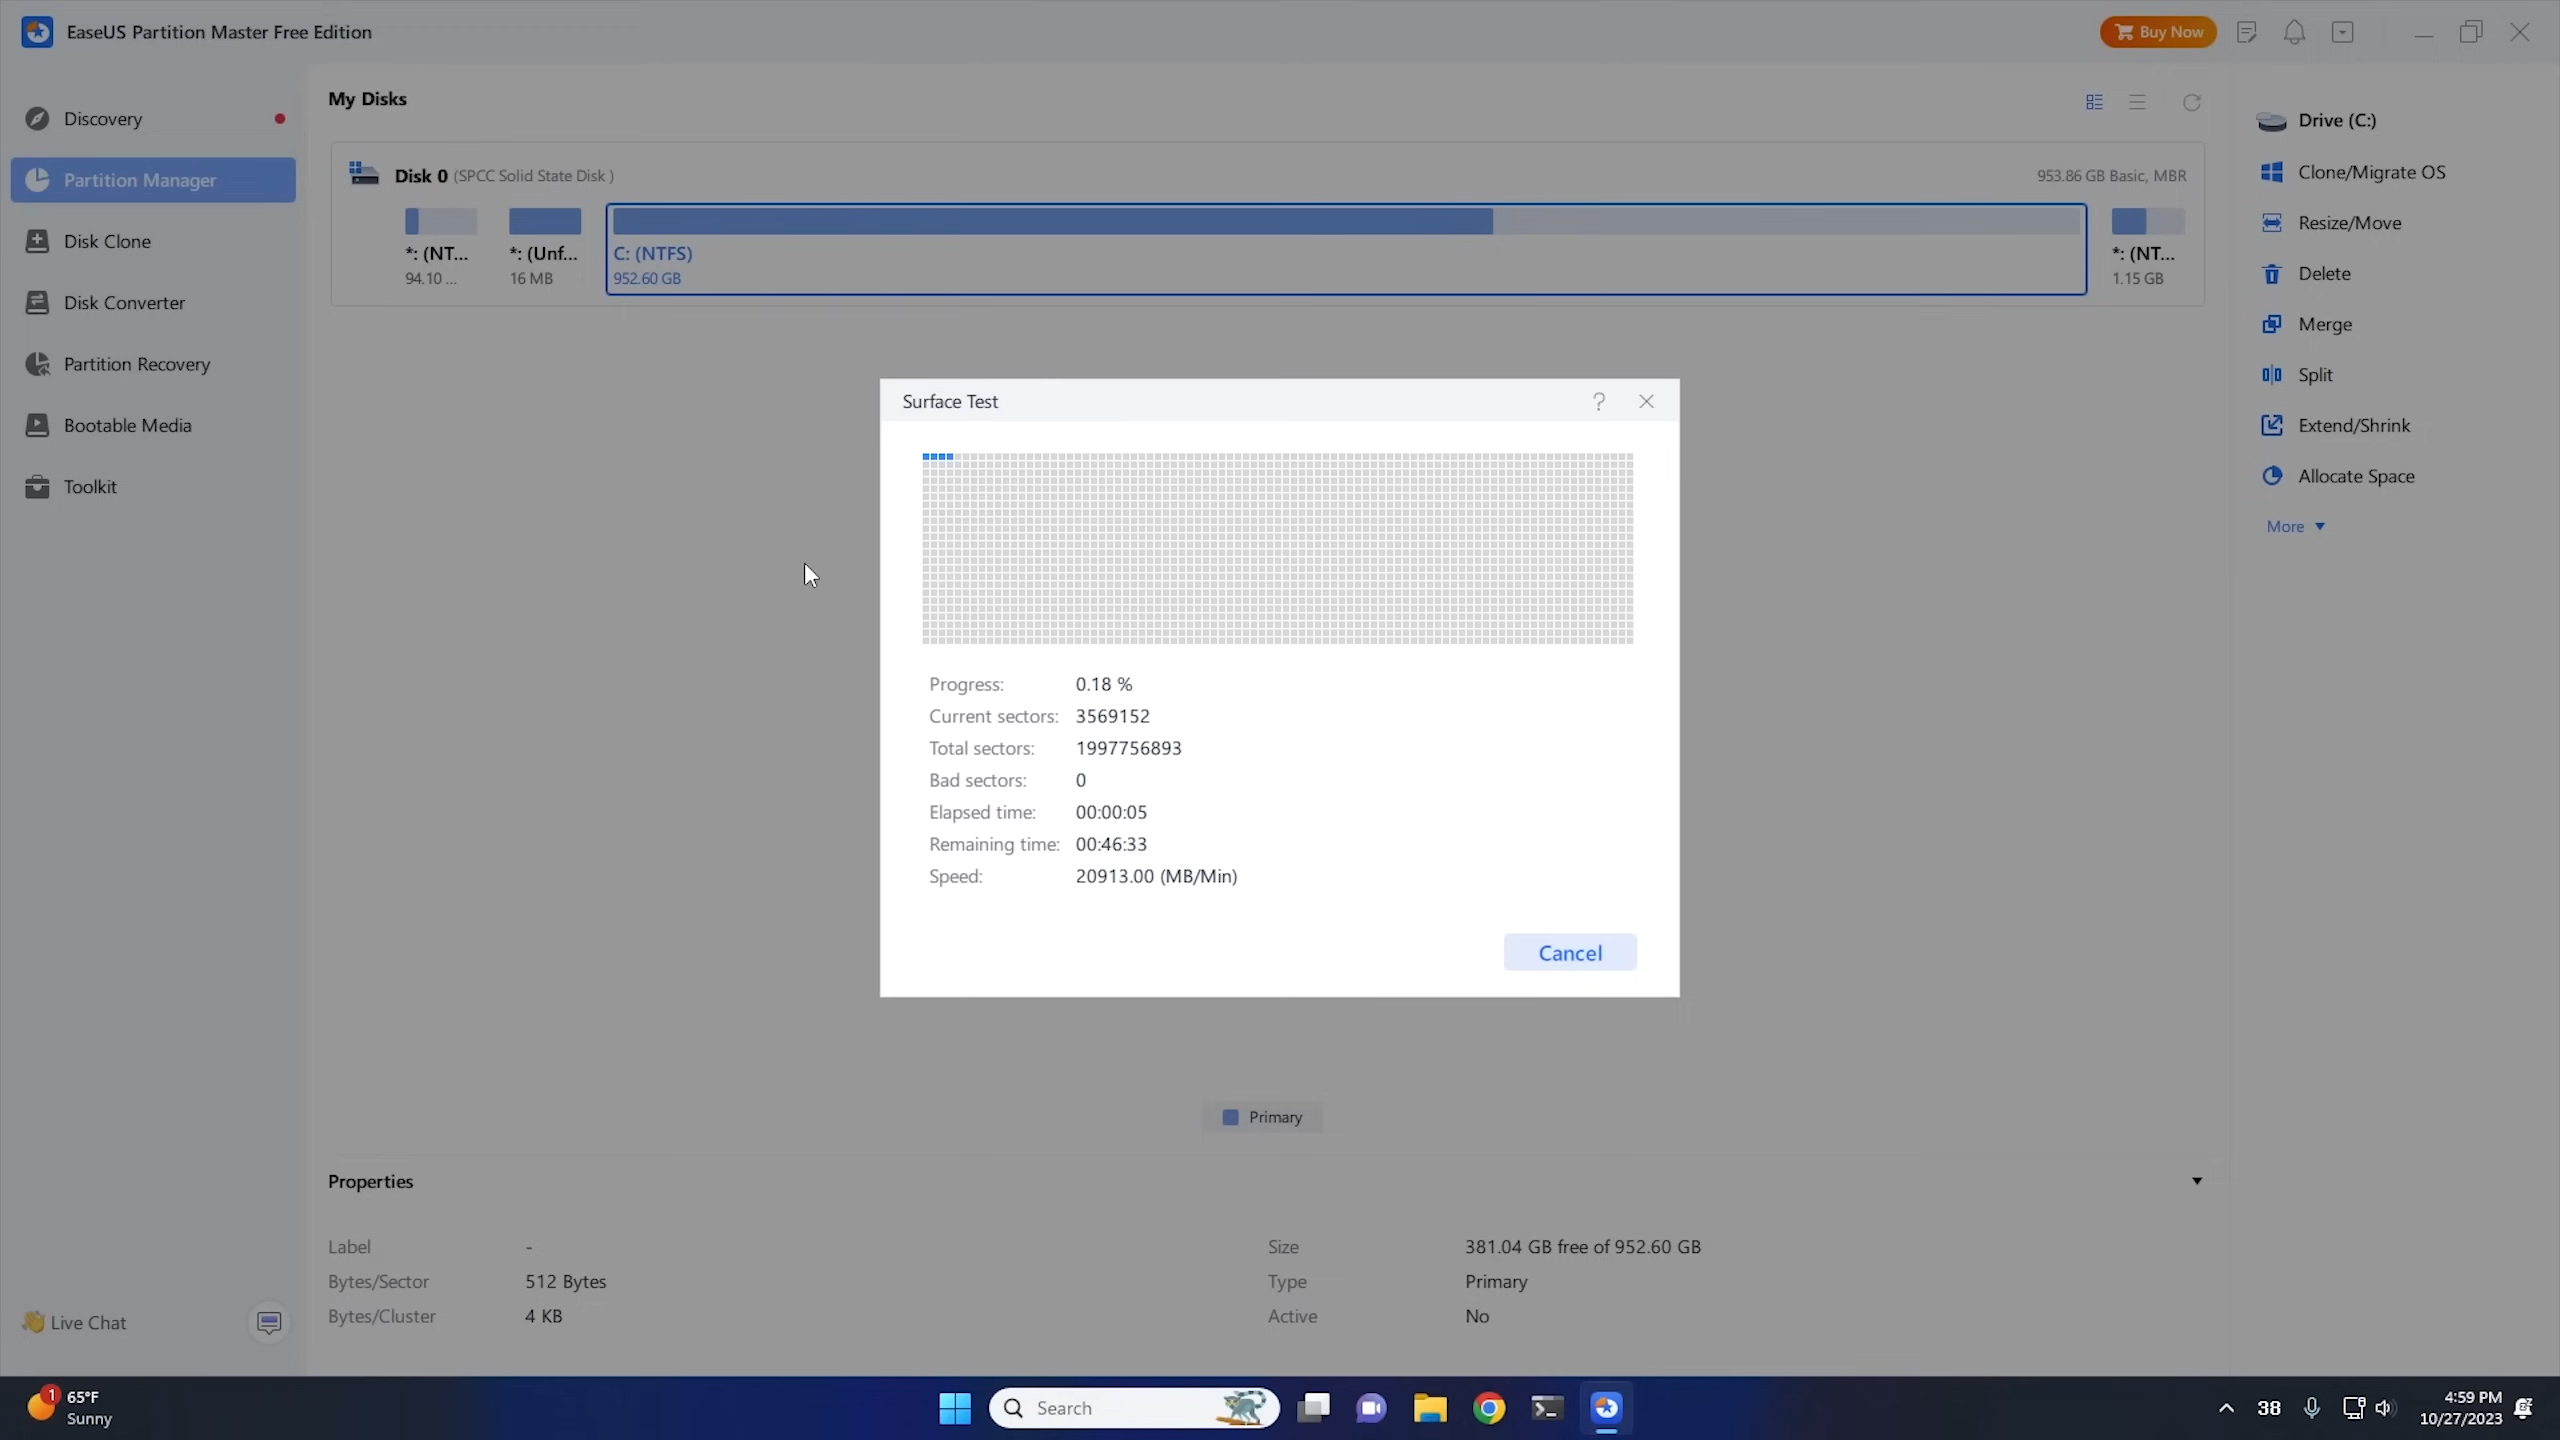 EaseUS Partition Master Free Edition
Buy Now
Discovery
Partition Manager
Disk Clone
Disk Converter
Partition Recovery
Bootable Media
Toolkit
Live Chat
My Disks
Disk 0 (SPCC Solid State Disk )
953.86 GB Basic, MBR
*: (NT...
94.10 ...
*: (Unf...
16 MB
C: (NTFS)
952.60 GB
*: (NT...
1.15 GB
Drive (C:)
Clone/Migrate OS
Resize/Move
Delete
Merge
Split
Extend/Shrink
Allocate Space
More
Surface Test
?
Progress: 0.18 %
Current sectors: 3569152
Total sectors: 1997756893
Bad sectors: 0
Elapsed time: 00:00:05
Remaining time: 00:46:33
Speed: 20913.00 (MB/Min)
Cancel
Primary
Properties
Label -
Size 381.04 GB free of 952.60 GB
Bytes/Sector 512 Bytes
Type Primary
Bytes/Cluster 4 KB
Active No
1
65°F
Sunny
Search
38
4:59 PM
10/27/2023